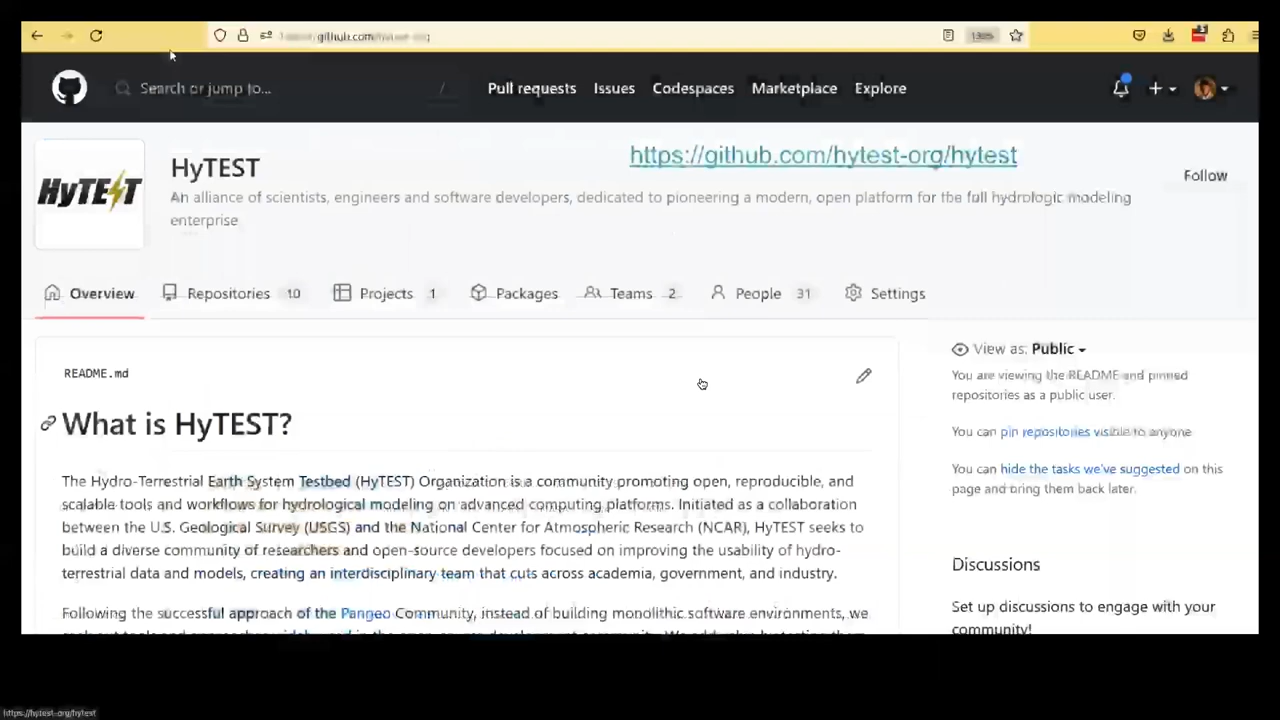 130%
Search or jump to...
/
Pull requests
Issues
Codespaces
Marketplace
Explore
HyTEST
HyTEST
https://github.com/hytest-org/hytest
Follow
An alliance of scientists, engineers and software developers, dedicated to pioneering a modern, open platform for the full hydrologic modeling
enterprise
Overview
Repositories 10
Projects 1
Packages
Teams 2
People 31
Settings
README.md
What is HyTEST?
The Hydro-Terrestrial Earth System Testbed (HyTEST) Organization is a community promoting open, reproducible, and
scalable tools and workflows for hydrological modeling on advanced computing platforms. Initiated as a collaboration
between the U.S. Geological Survey (USGS) and the National Center for Atmospheric Research (NCAR), HyTEST seeks to
build a diverse community of researchers and open-source developers focused on improving the usability of hydro-
terrestrial data and models, creating an interdisciplinary team that cuts across academia, government, and industry.
Following the successful approach of the Pangeo Community, instead of building monolithic software environments, we
View as: Public
You are viewing the README and pinned
repositories as a public user.
You can pin repositories visible to anyone
You can hide the tasks we've suggested on this
page and bring them back later.
Discussions
Set up discussions to engage with your
community!
https://hytest-org/hytest